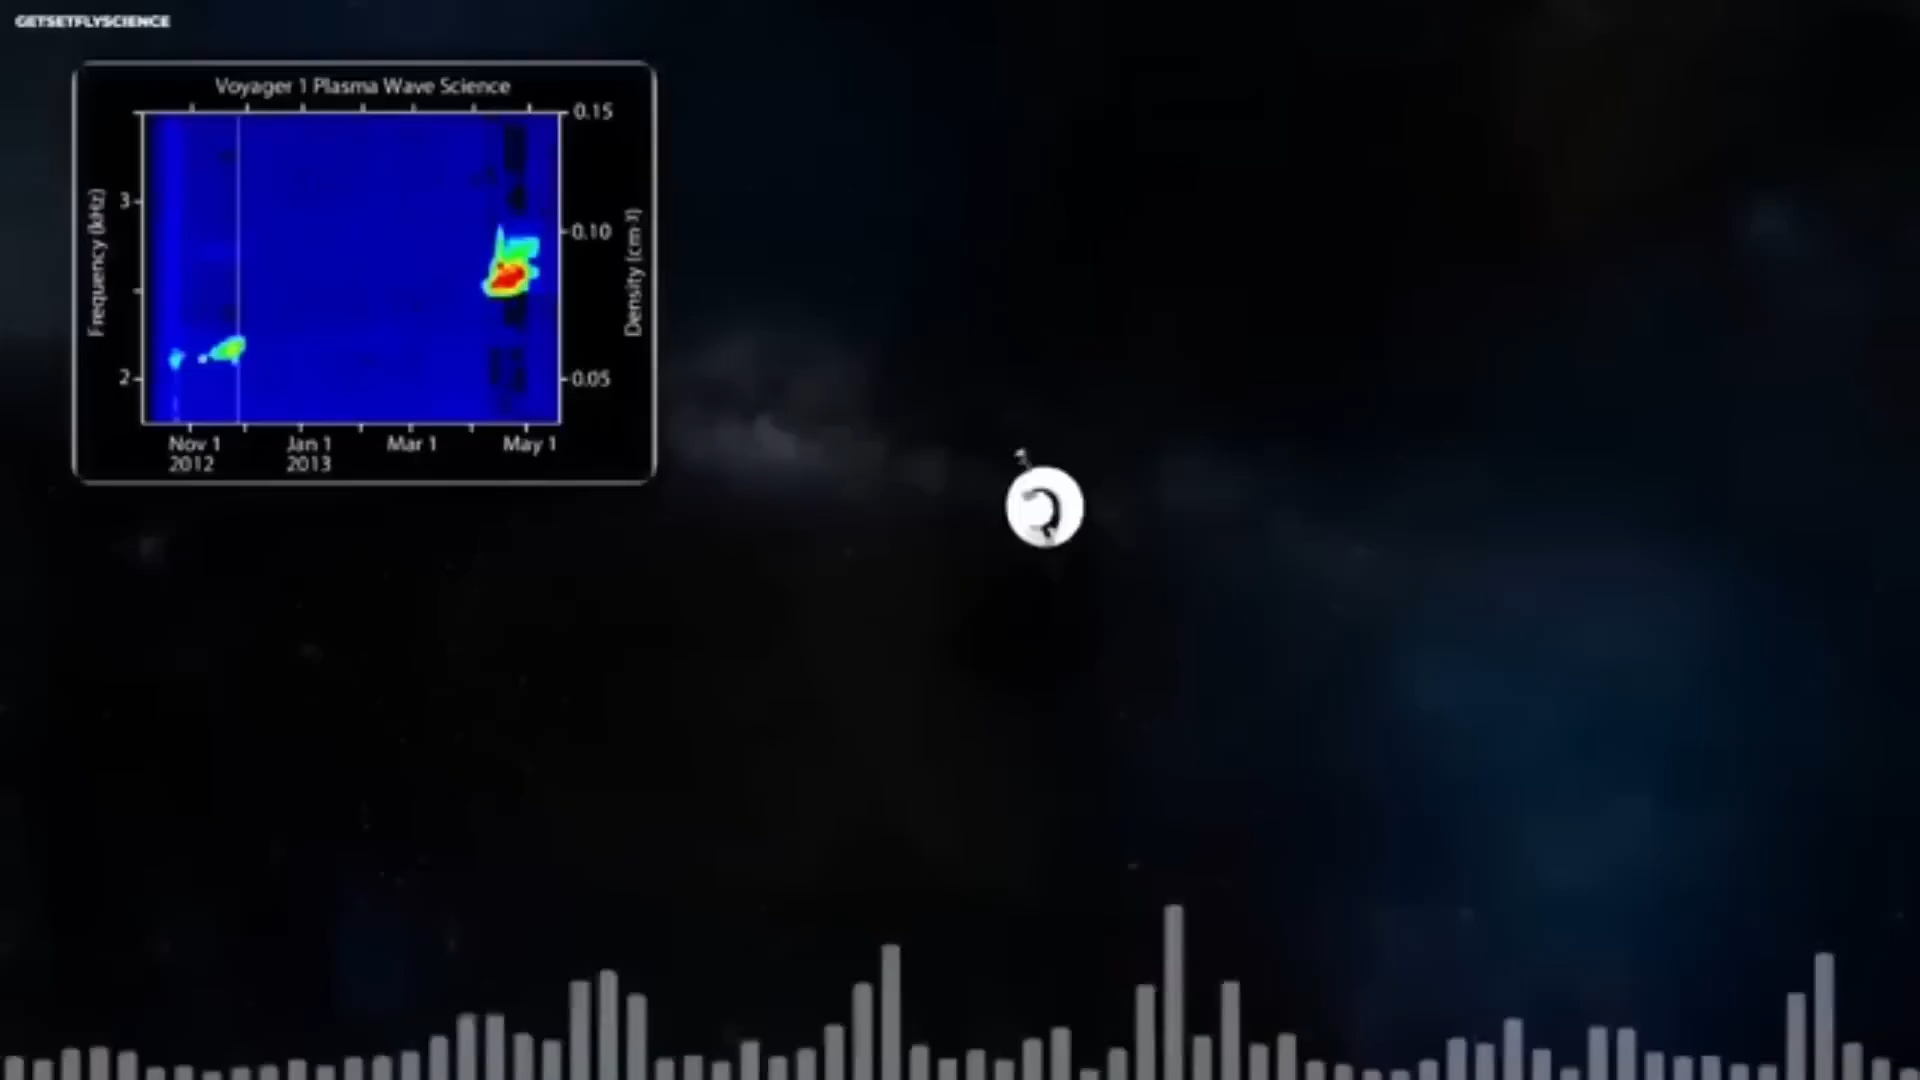 GETSETFLYSCIENCE
Voyager 1 Plasma Wave Science
0.15
3
0.10
Frequency (kHz)
Density (cm-3)
2
0.05
Nov 1
2012
Jan 1
2013
Mar 1
May 1